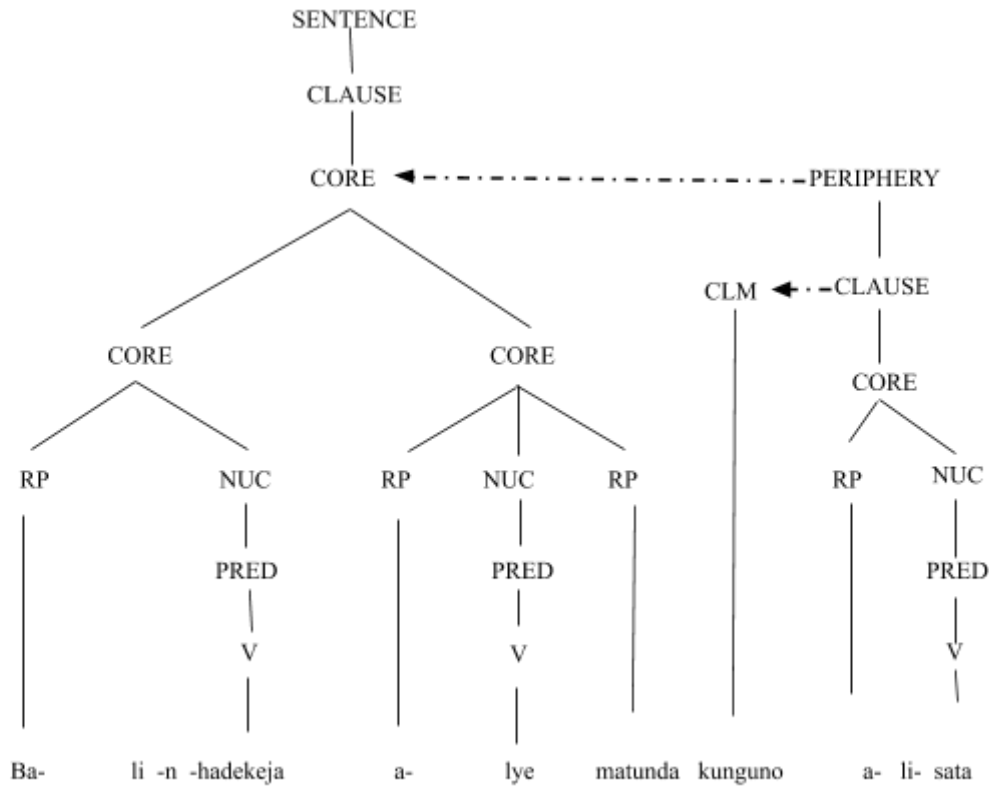 SENTENCE
CLAUSE
CORE PERIPHERY
CLM CLAUSE
CORE CORE
CORE
RP NUC RP NUC RP RP NUC
PRED PRED PRED
V V V
Ba- li -n -hadekeja a- lye matunda kunguno a- li- sata